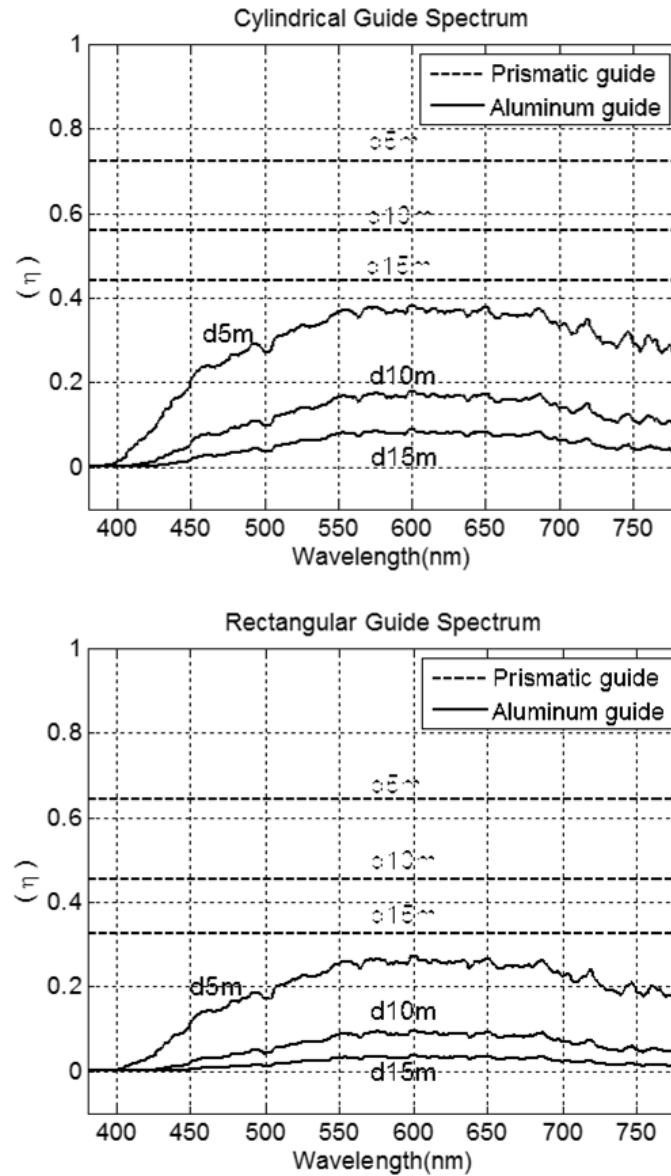 Cylindrical Guide Spectrum
1
Prismatic guide
Aluminum guide
0.8
0.6
(η)
0.4
d5m
0.2
d10m
d15m
0
400 450 500 550 600 650 700 750
Wavelength(nm)
Rectangular Guide Spectrum
1
Prismatic guide
Aluminum guide
0.8
0.6
(η)
0.4
d5m
0.2
d10m
d15m
0
400 450 500 550 600 650 700 750
Wavelength(nm)